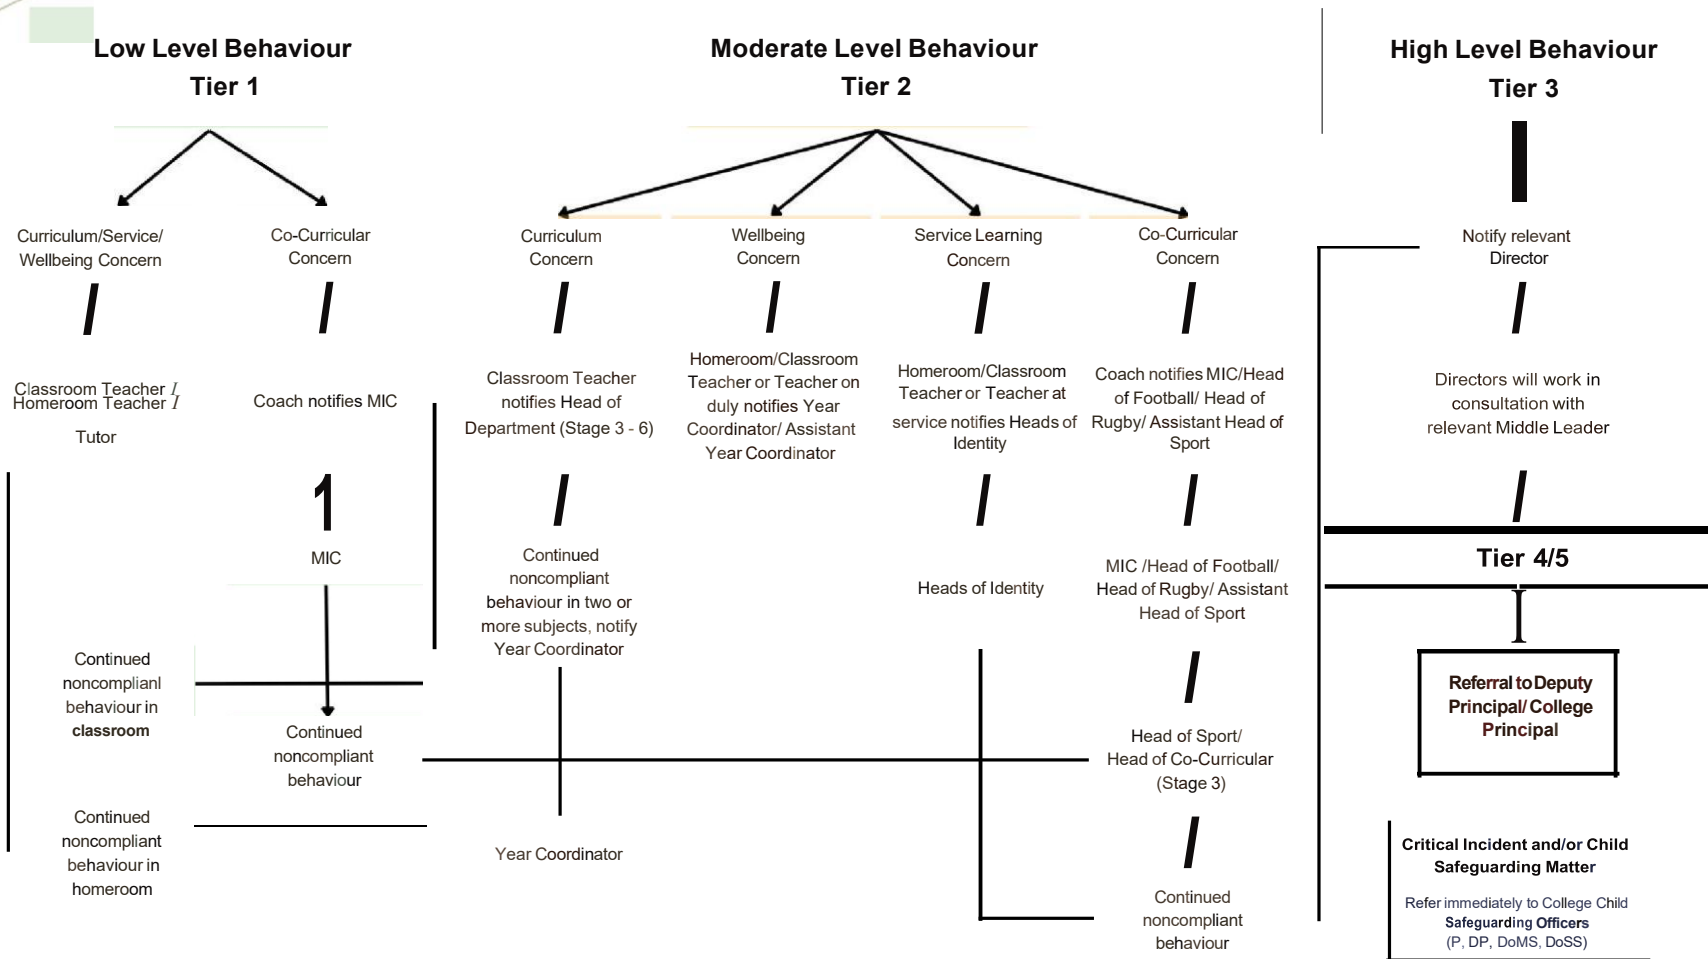 Low Level Behaviour
Tier 1
Curriculum/Service/
Wellbeing Concern
Classroom Teacher I
Homeroom Teacher I
Tutor
Continued
noncomplianl
behaviour in
classroom
Continued
noncompliant
behaviour in
homeroom
Co-Curricular
Concern
Coach notifies MIC
1
MIC
Continued
noncompliant
behaviour
Moderate Level Behaviour
Tier 2
Curriculum
Concern
Classroom Teacher
notifies Head of
Department (Stage 3 - 6)
Continued
noncompliant
behaviour in two or
more subjects, notify
Year Coordinator
Year Coordinator
Wellbeing
Concern
Homeroom/Classroom
Teacher or Teacher on
duly notifies Year
Coordinator/ Assistant
Year Coordinator
Service Learning
Concern
Homeroom/Classroom
Teacher or Teacher at
service notifies Heads of
Identity
Heads of Identity
Co-Curricular
Concern
Coach notifies MIC/Head
of Football/ Head of
Rugby/ Assistant Head of
Sport
MIC /Head of Football/
Head of Rugby/ Assistant
Head of Sport
Head of Sport/
Head of Co-Curricular
(Stage 3)
Continued
noncompliant
behaviour
High Level Behaviour
Tier 3
Notify relevant
Director
Directors will work in
consultation with
relevant Middle Leader
Tier 4/5
I
Referral to Deputy
Principal/ College
Principal
Critical Incident and/or Child
Safeguarding Matter
Refer immediately to College Child
Safeguarding Officers
(P, DP, DoMS, DoSS)